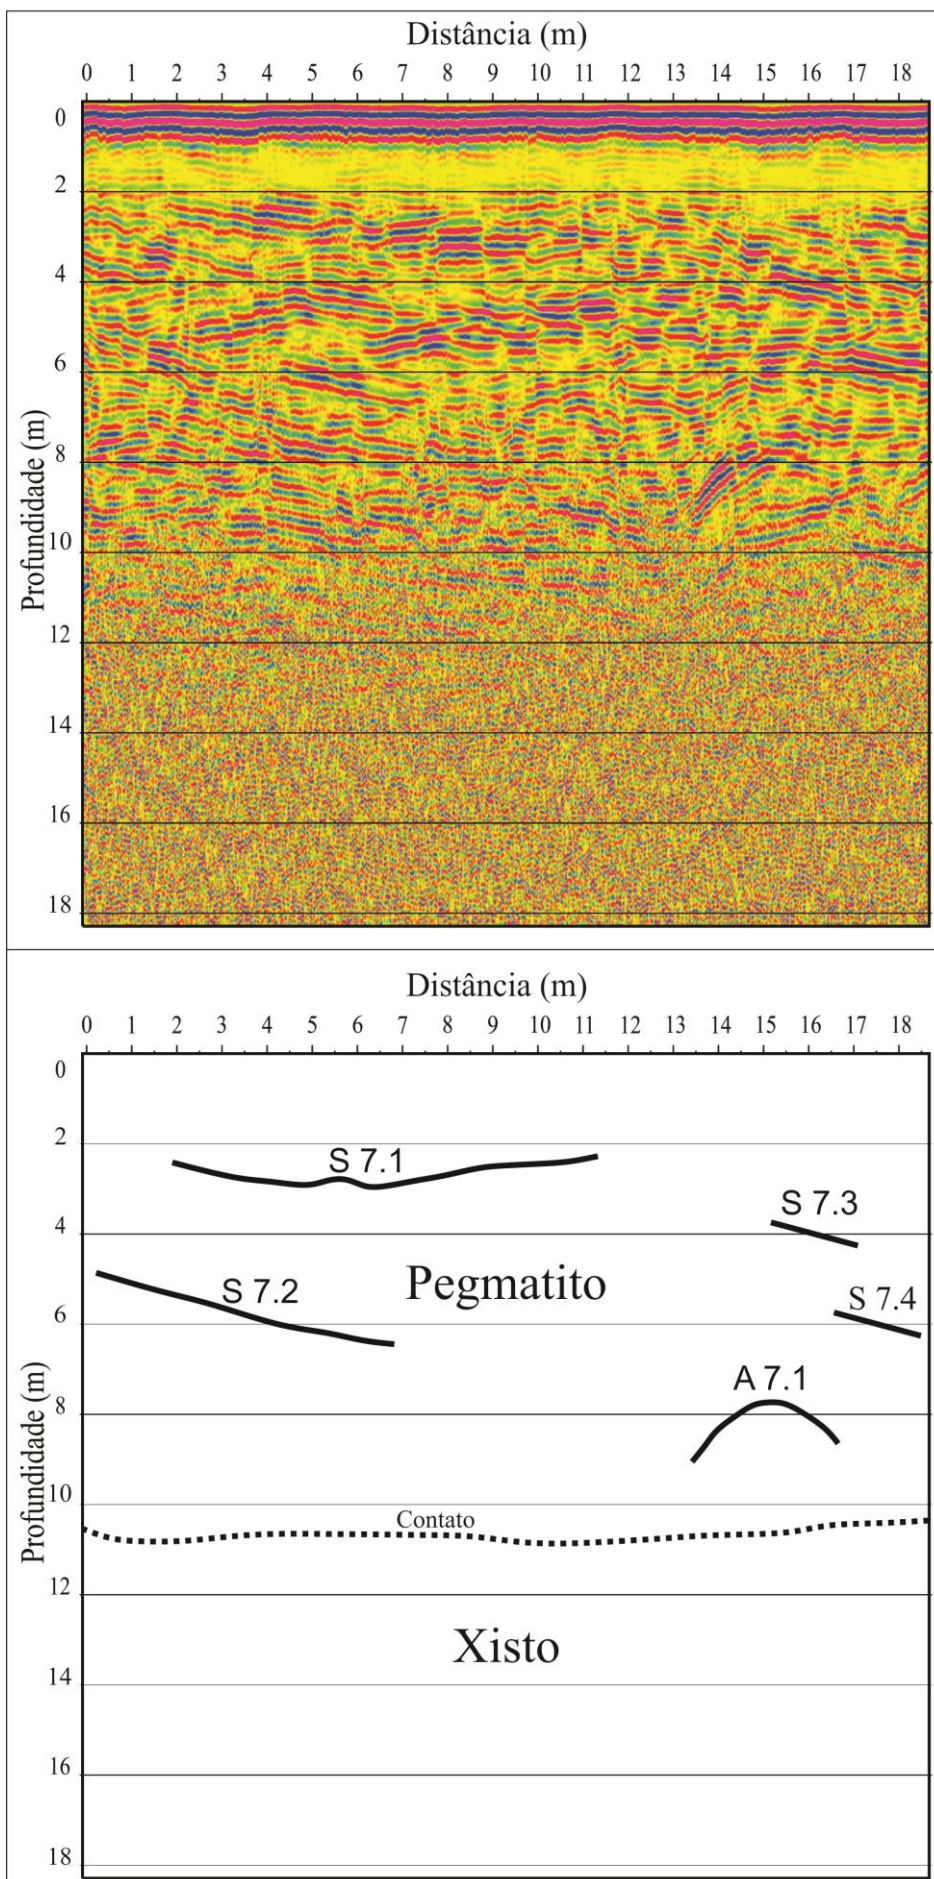 Distância (m)
0 1 2 3 4 5 6 7 8 9 10 11 12 13 14 15 16 17 18
0
2
4
6
8
10
12
14
16
18
Profundidade (m)
Distância (m)
0 1 2 3 4 5 6 7 8 9 10 11 12 13 14 15 16 17 18
0
2
4
6
8
10
12
14
16
18
Profundidade (m)
S 7.1
S 7.3
S 7.2
Pegmatito
S 7.4
A 7.1
Contato
Xisto